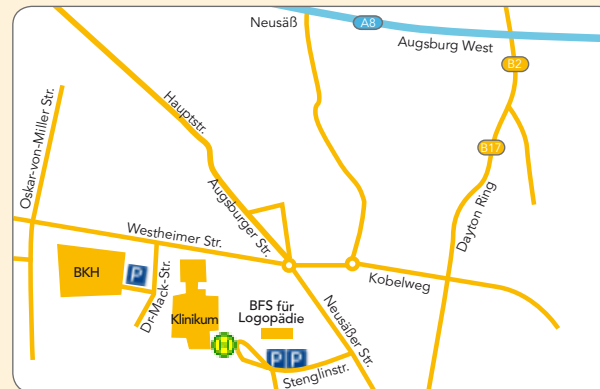 Neusäß
A8
Augsburg West
B2
Hauptstr.
Oskar-von-Miller Str.
B17
Augsburger Str.
Dayton Ring
Westheimer Str.
BKH
P
Dr-Mack-Str.
Kobelweg
Klinikum
BFS für
Logopädie
Neusäßer Str.
H
P P
Stenglinstr.